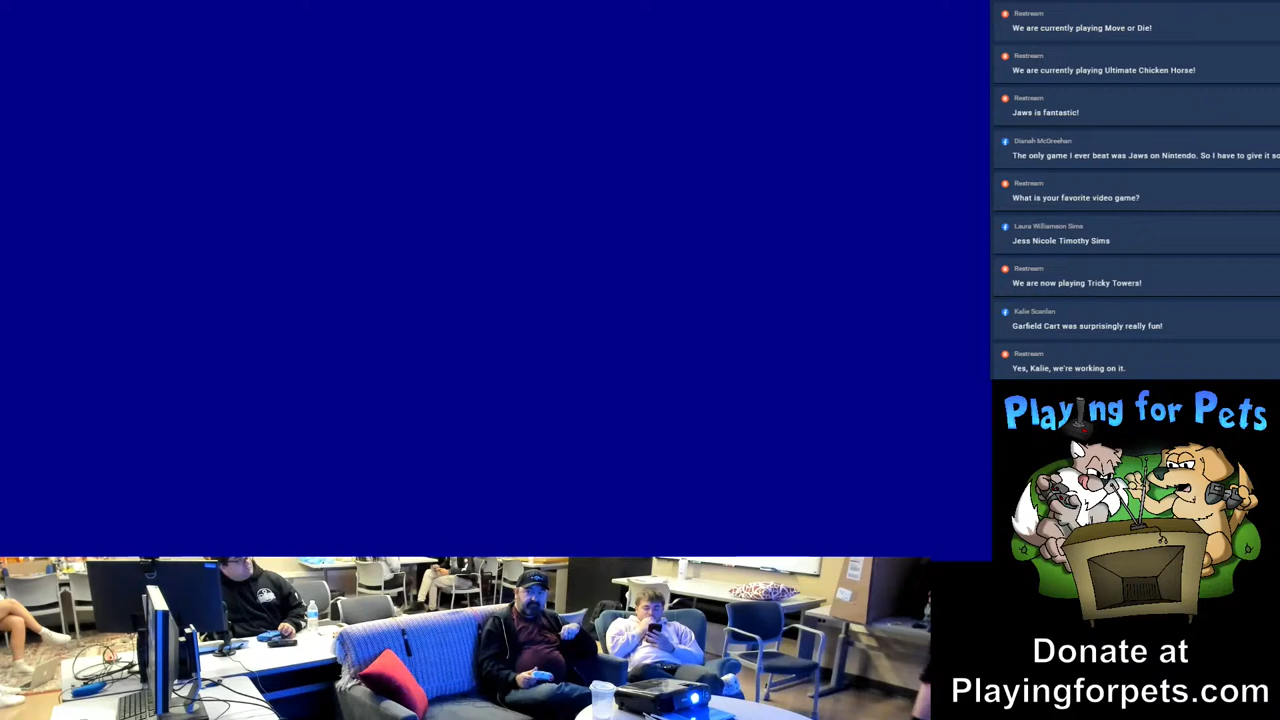 Restream
We are currently playing Move or Die!
Restream
We are currently playing Ultimate Chicken Horse!
Restream
Jaws is fantastic!
Dianah McGreehan
The only game I ever beat was Jaws on Nintendo. So I have to give it so
Restream
What is your favorite video game?
Laura Williamson Sims
Jess Nicole Timothy Sims
Restream
We are now playing Tricky Towers!
Kalie Scanlan
Garfield Cart was surprisingly really fun!
Restream
Yes, Kalie, we're working on it.
Playing for Pets
Donate at
Playingforpets.com